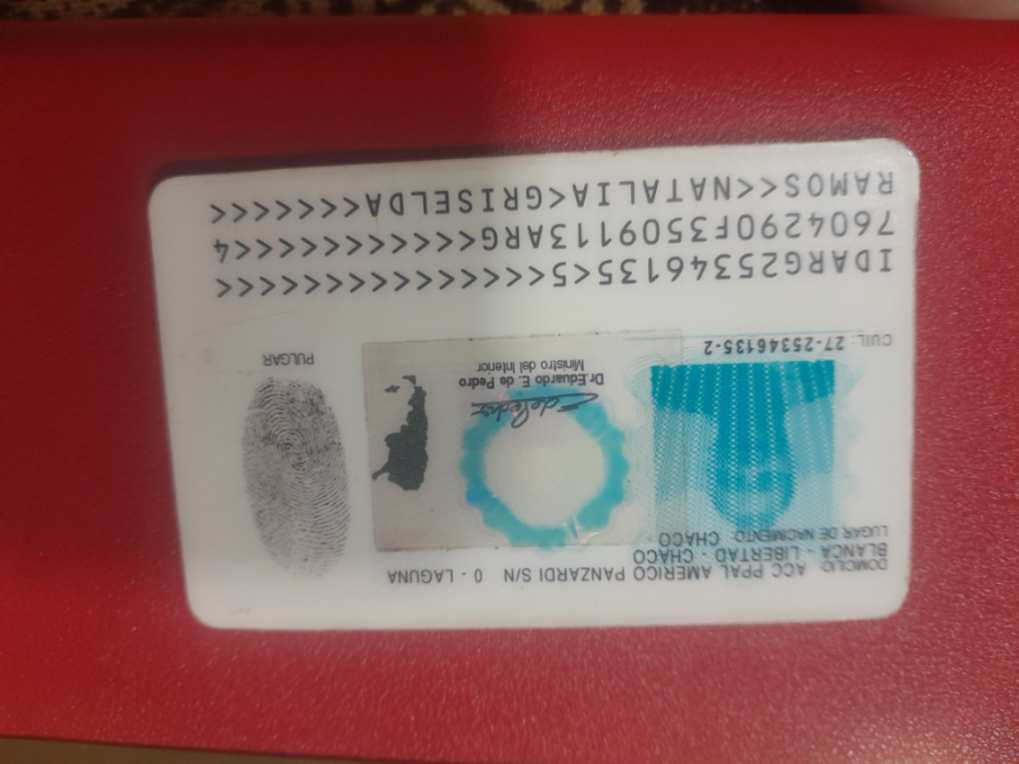 DOMICILIO: ACC PPAL AMERICO PANZARDI S/N 0 - LAGUNA
BLANCA - LIBERTAD - CHACO
LUGAR DE NACIMIENTO: CHACO
Dr. Eduardo E. de Pedro
Ministro del Interior
CUIL: 27-25346135-2
PULGAR
IDARG25346135<5<<<<<<<<<<<<<<<
7604290F3509113ARG<<<<<<<<<<<4
RAMOS<<NATALIA<GRISELDA<<<<<<<